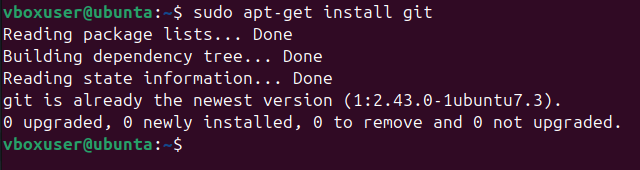 vboxuser@ubunta:~$ sudo apt-get install git
Reading package lists... Done
Building dependency tree... Done
Reading state information... Done
git is already the newest version (1:2.43.0-1ubuntu7.3).
0 upgraded, 0 newly installed, 0 to remove and 0 not upgraded.
vboxuser@ubunta:~$